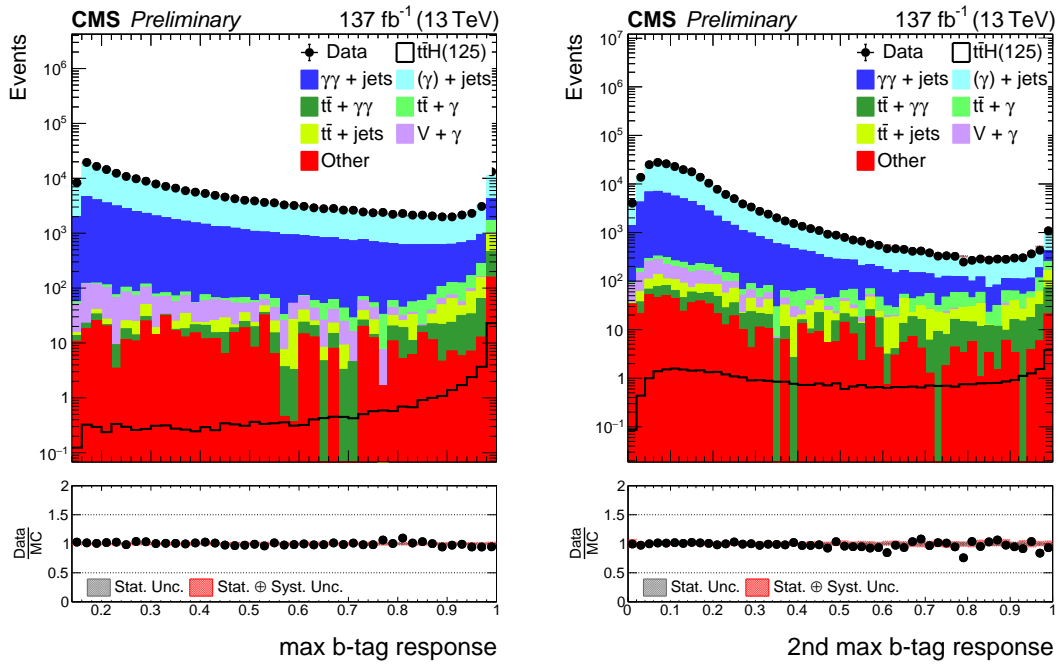 CMS Preliminary 137 fb⁻¹ (13 TeV)
Events
10⁶
10⁵
10⁴
10³
10²
10
1
10⁻¹
Data
tt̄H(125)
γγ + jets
(γ) + jets
tt̄ + γγ
tt̄ + γ
tt̄ + jets
V + γ
Other
Data
MC
2
1.5
1
0.5
0
Stat. Unc.
Stat. ⊕ Syst. Unc.
0.2 0.3 0.4 0.5 0.6 0.7 0.8 0.9 1
max b-tag response
CMS Preliminary 137 fb⁻¹ (13 TeV)
Events
10⁷
10⁶
10⁵
10⁴
10³
10²
10
1
10⁻¹
Data
tt̄H(125)
γγ + jets
(γ) + jets
tt̄ + γγ
tt̄ + γ
tt̄ + jets
V + γ
Other
Data
MC
2
1.5
1
0.5
0
Stat. Unc.
Stat. ⊕ Syst. Unc.
0 0.1 0.2 0.3 0.4 0.5 0.6 0.7 0.8 0.9 1
2nd max b-tag response